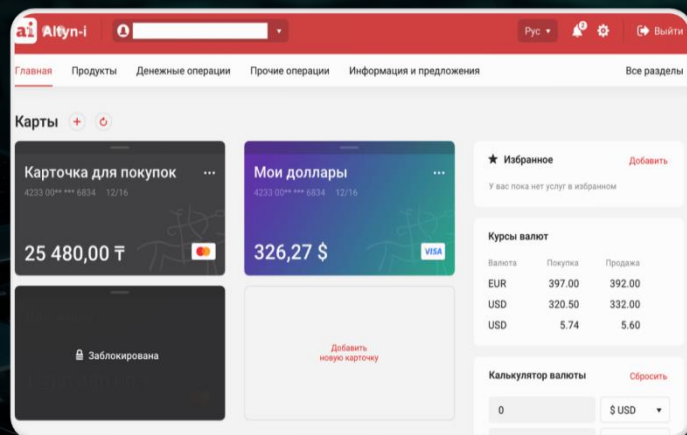 ai Altyn-i
Рус
2
Выйти
Главная Продукты Денежные операции Прочие операции Информация и предложения Все разделы
Карты
Карточка для покупок
4233 00** *** 6834 12/16
25 480,00 ₸
Мои доллары
4233 00** *** 6834 12/16
326,27 $
VISA
Заблокирована
Добавить
новую карточку
Избранное Добавить
У вас пока нет услуг в избранном
Курсы валют
Валюта Покупка Продажа
EUR 397.00 392.00
USD 320.50 332.00
USD 5.74 5.60
Калькулятор валюты Сбросить
0 $ USD